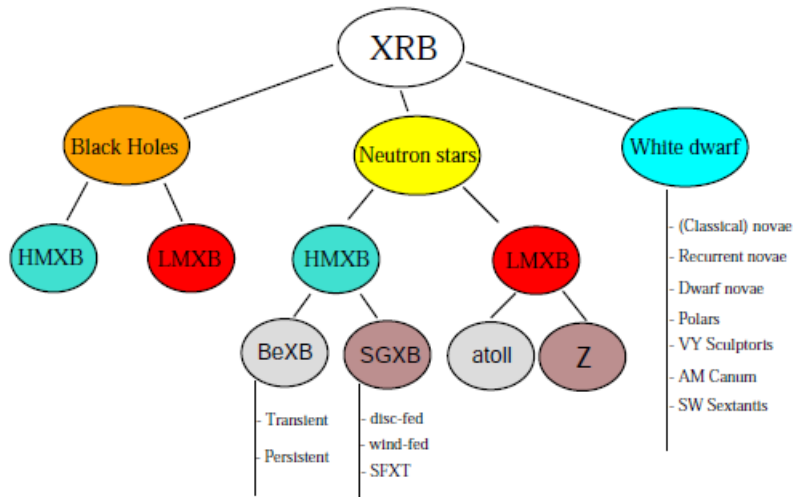 XRB
Black Holes
Neutron stars
White dwarf
HMXB
LMXB
HMXB
LMXB
BeXB
SGXB
atoll
Z
- Transient
- Persistent
- disc-fed
- wind-fed
- SFXT
- (Classical) novae
- Recurrent novae
- Dwarf novae
- Polars
- VY Sculptoris
- AM Canum
- SW Sextantis